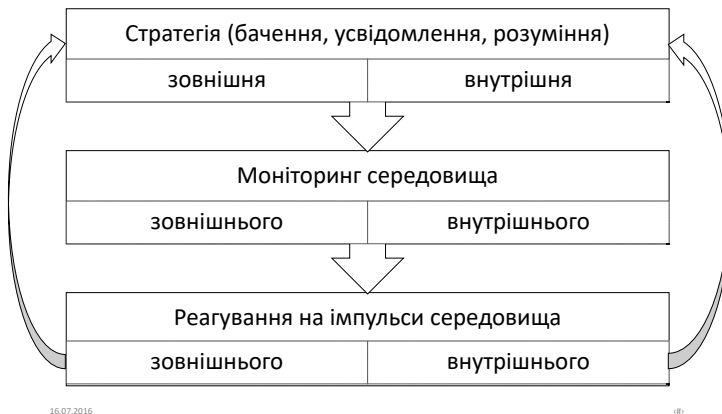 Стратегія (бачення, усвідомлення, розуміння)
зовнішня внутрішня
Моніторинг середовища
зовнішнього внутрішнього
Реагування на імпульси середовища
зовнішнього внутрішнього
16.07.2016 ‹#›